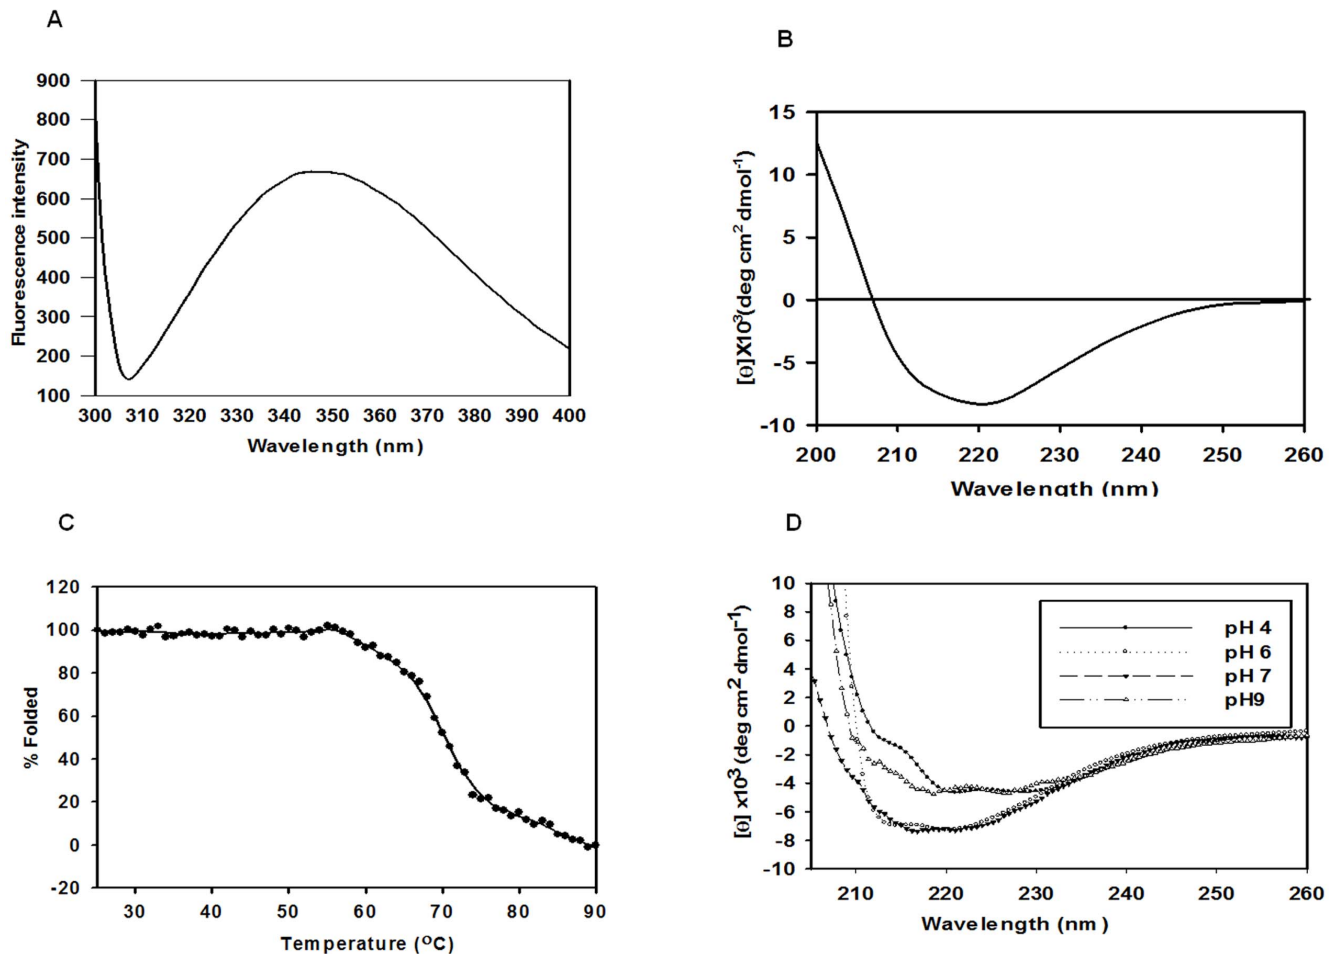 A
900
800
700
600
500
400
300
200
100
Fluorescence intensity
300 310 320 330 340 350 360 370 380 390 400
Wavelength (nm)
B
15
10
5
0
-5
-10
[θ]X10³(deg cm² dmol⁻¹)
200 210 220 230 240 250 260
Wavelength (nm)
C
120
100
80
60
40
20
0
-20
% Folded
30 40 50 60 70 80 90
Temperature (ᴼC)
D
10
8
6
4
2
0
-2
-4
-6
-8
-10
[θ] x10³ (deg cm² dmol⁻¹)
pH 4
pH 6
pH 7
pH9
210 220 230 240 250 260
Wavelength (nm)